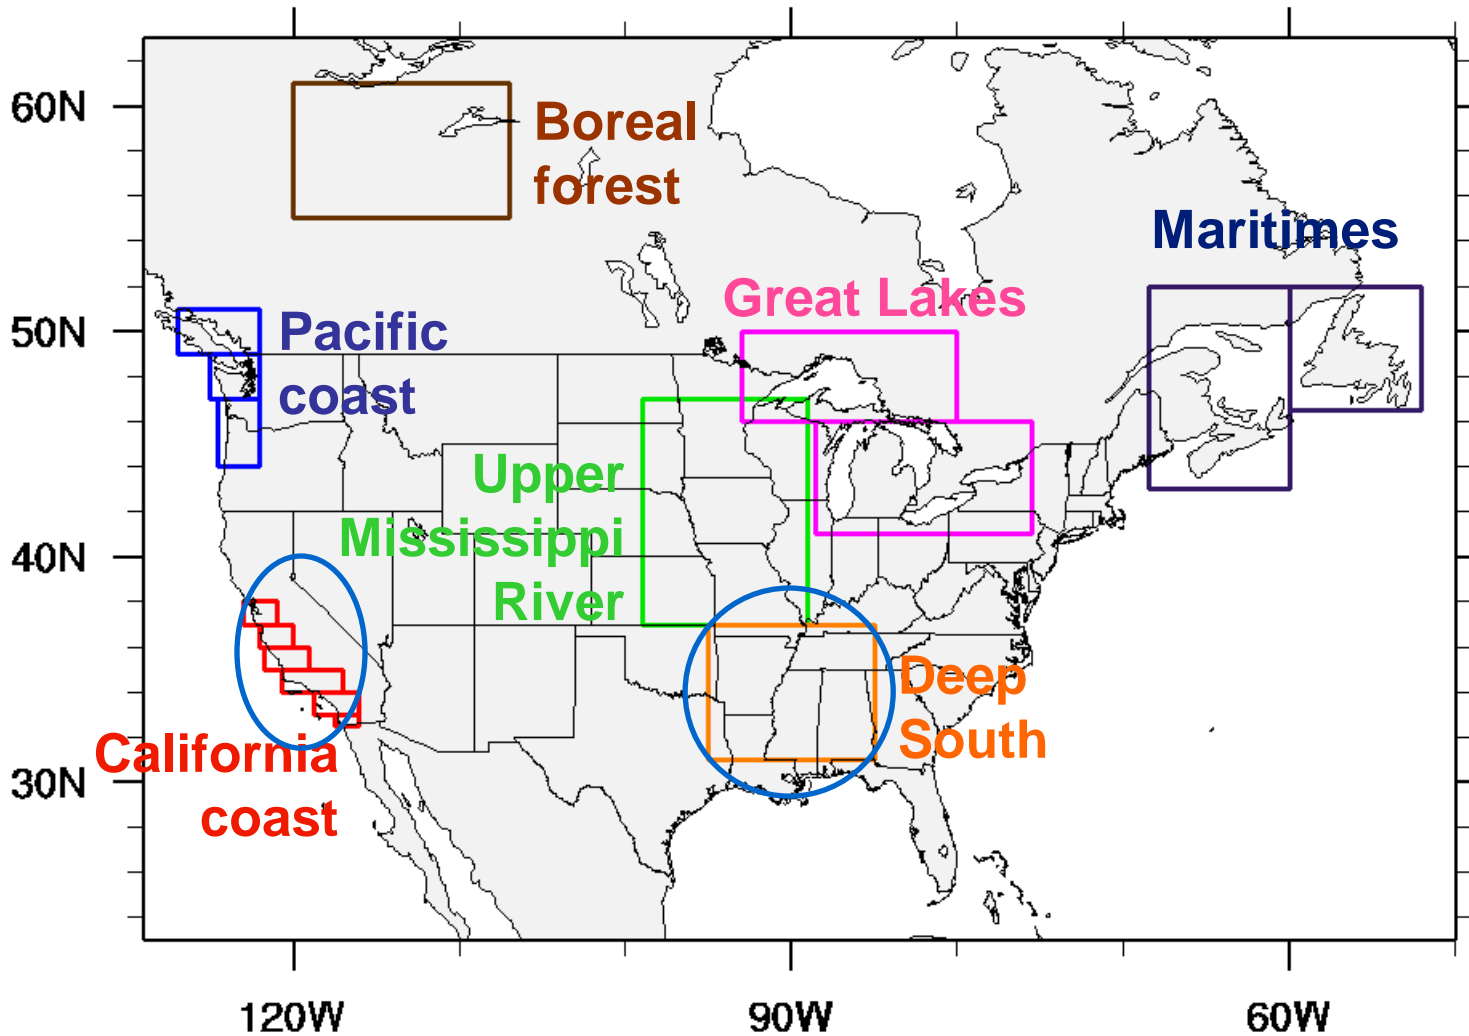 60N
Boreal
forest
Maritimes
Great Lakes
50N
Pacific
coast
Upper
Mississippi
River
40N
Deep
South
California
coast
30N
120W
90W
60W